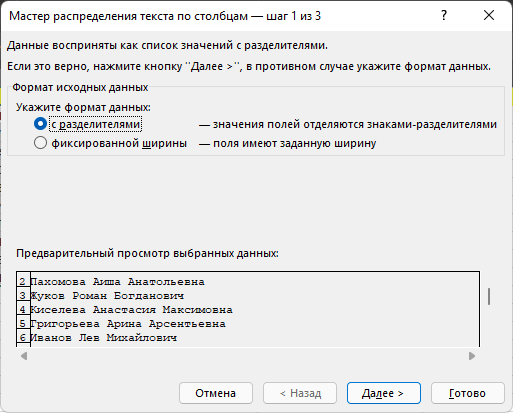 Мастер распределения текста по столбцам — шаг 1 из 3 ? ×
Данные восприняты как список значений с разделителями.
Если это верно, нажмите кнопку "Далее >", в противном случае укажите формат данных.
Формат исходных данных
Укажите формат данных:
с разделителями — значения полей отделяются знаками-разделителями
фиксированной ширины — поля имеют заданную ширину
Предварительный просмотр выбранных данных:
2 Пахомова Аиша Анатольевна
3 Жуков Роман Богданович
4 Киселева Анастасия Максимовна
5 Григорьева Арина Арсентьевна
6 Иванов Лев Михайлович
Отмена < Назад Далее > Готово